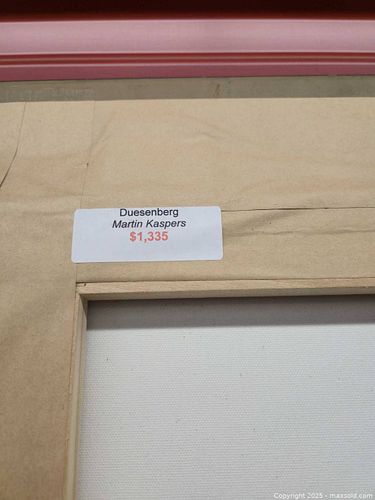 Duesenberg
Martin Kaspers
$1,335
Copyright 2025 - maxsold.com